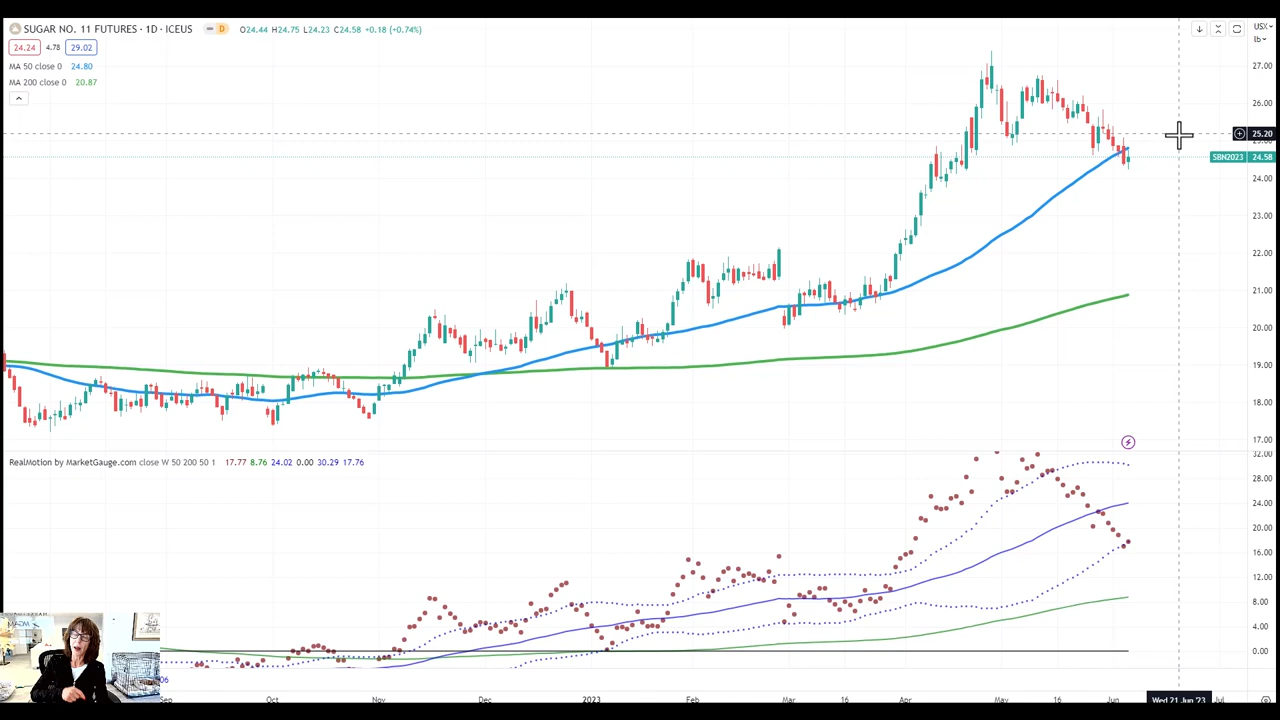 SUGAR NO. 11 FUTURES · 1D · ICEUS D O24.44 H24.75 L24.23 C24.58 +0.18 (+0.74%)
24.24 4.78 29.02
MA 50 close 0 24.80
MA 200 close 0 20.87
USX
lb
27.00
26.00
25.20
SBN2023 24.58
24.00
23.00
22.00
21.00
20.00
19.00
18.00
17.00
RealMotion by MarketGauge.com close W 50 200 50 1 17.77 8.76 24.02 0.00 30.29 17.76
32.00
28.00
24.00
20.00
16.00
12.00
8.00
4.00
0.00
Sep Oct Nov Dec 2023 Feb Mar 16 Apr May 16 Jun Wed 21 Jun '23 Jul